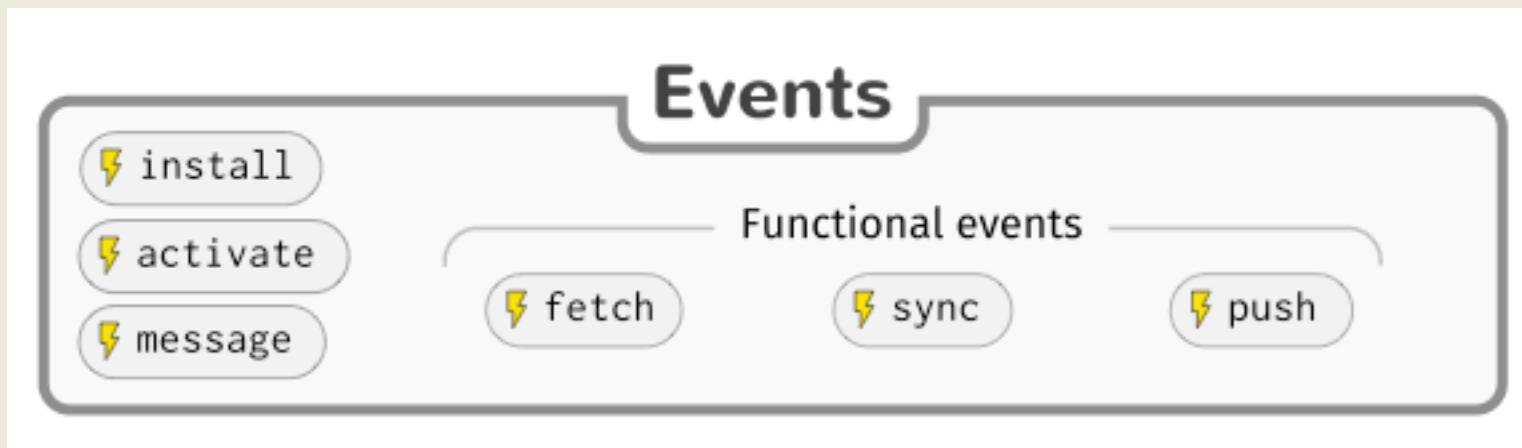 Events
install
activate
message
Functional events
fetch
sync
push